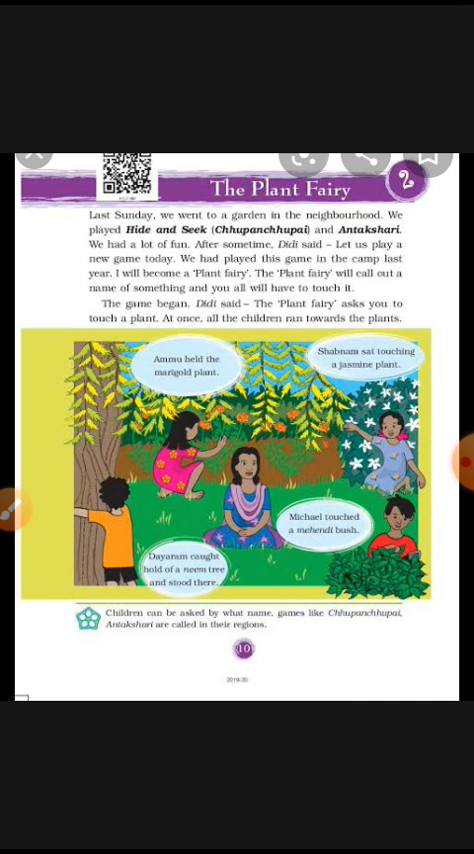 2
The Plant Fairy
Last Sunday, we went to a garden in the neighbourhood. We
played Hide and Seek (Chhupanchhupai) and Antakshari.
We had a lot of fun. After sometime, Didi said – Let us play a
new game today. We had played this game in the camp last
year. I will become a 'Plant fairy'. The 'Plant fairy' will call out a
name of something and you all will have to touch it.
The game began. Didi said – The 'Plant fairy' asks you to
touch a plant. At once, all the children ran towards the plants.
Ammu held the
marigold plant.
Shabnam sat touching
a jasmine plant.
Michael touched
a mehendi bush.
Dayaram caught
hold of a neem tree
and stood there.
Children can be asked by what name, games like Chhupanchhupai,
Antakshari are called in their regions.
10
2019-20